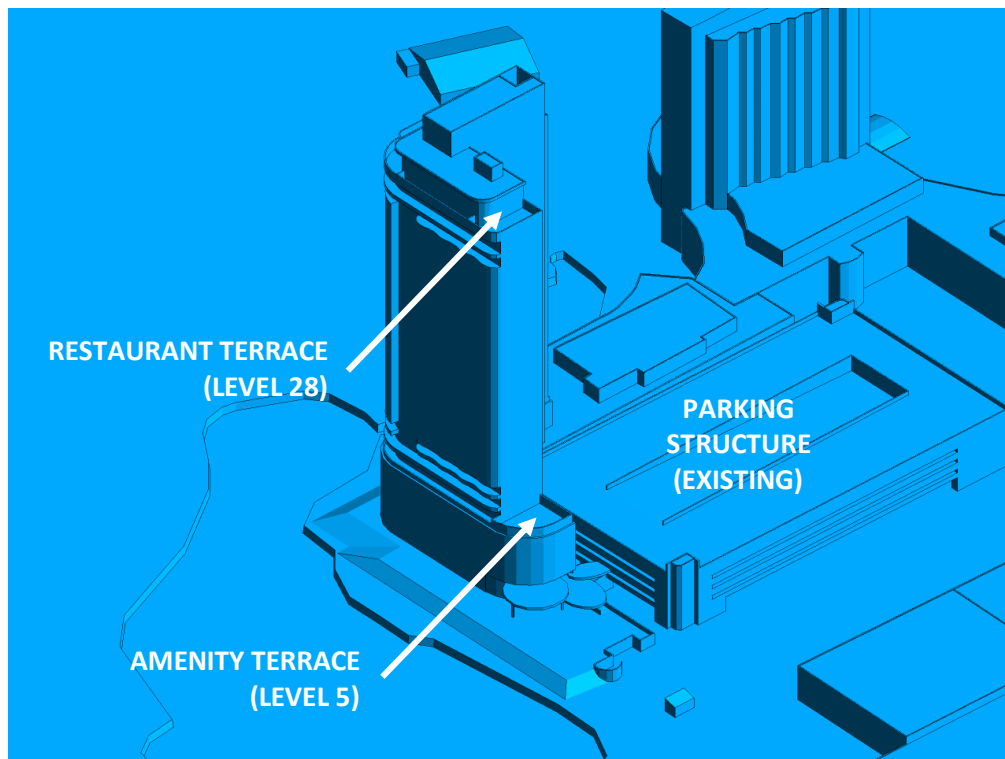 RESTAURANT TERRACE
(LEVEL 28)
PARKING
STRUCTURE
(EXISTING)
AMENITY TERRACE
(LEVEL 5)